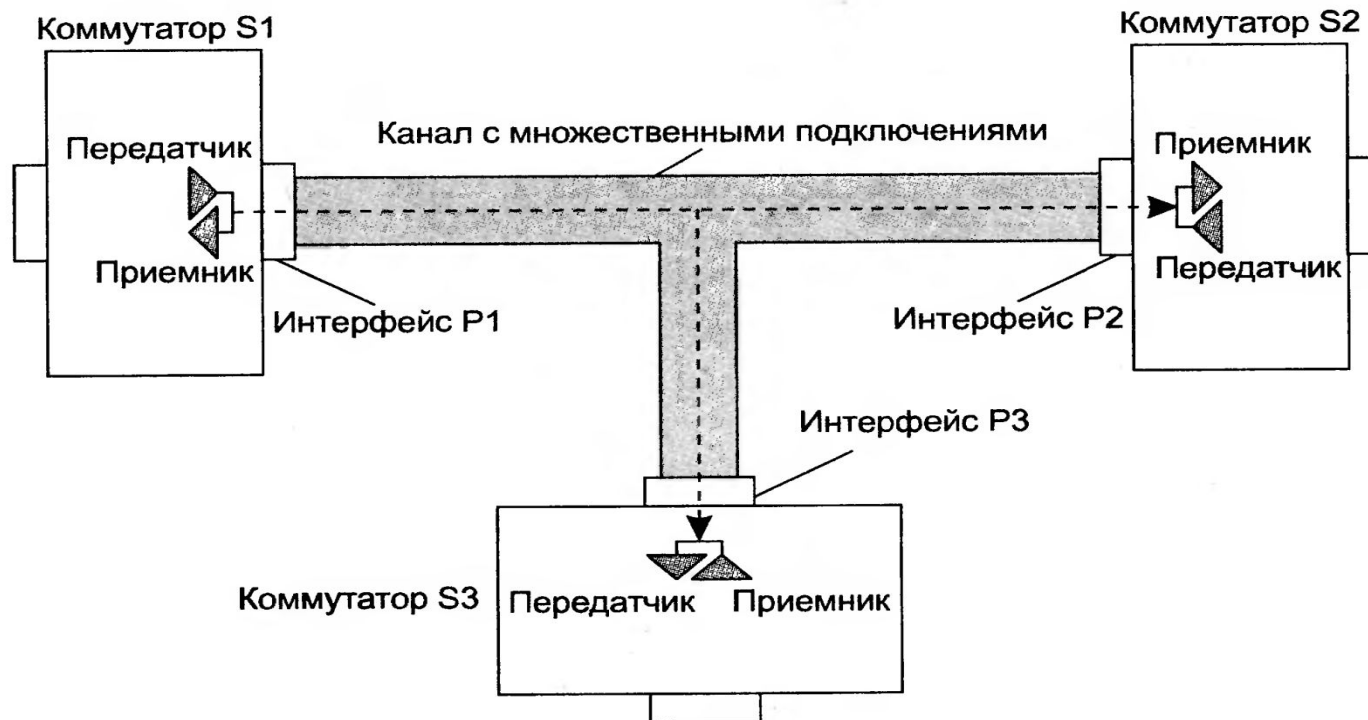 Коммутатор S1
Коммутатор S2
Канал с множественными подключениями
Передатчик
Приемник
Приемник
Передатчик
Интерфейс P1
Интерфейс P2
Интерфейс P3
Коммутатор S3
Передатчик
Приемник